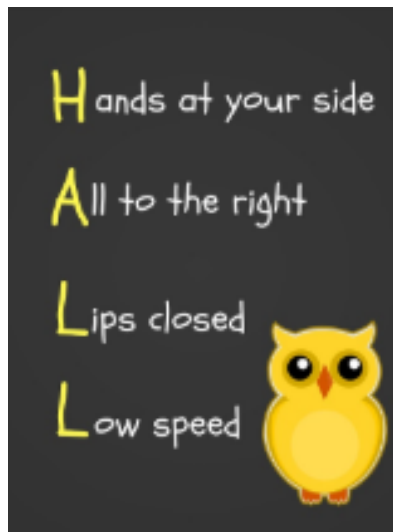 Hands at your side
All to the right
Lips closed
Low speed